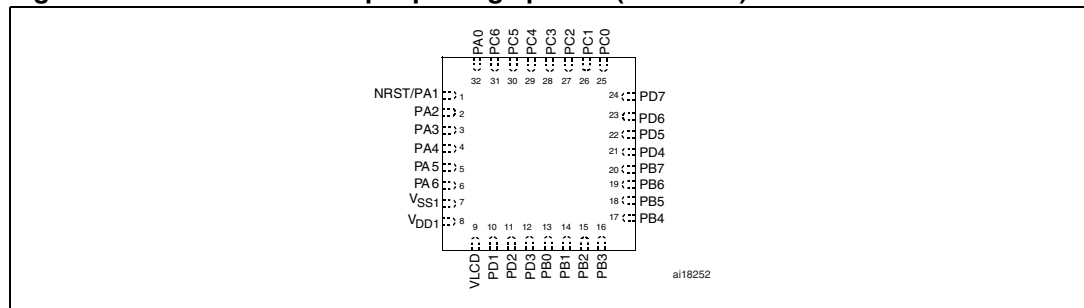 PA0 PC6 PC5 PC4 PC3 PC2 PC1 PC0
32 31 30 29 28 27 26 25
NRST/PA1 1
PA2 2
PA3 3
PA4 4
PA5 5
PA6 6
VSS1 7
VDD1 8
24 PD7
23 PD6
22 PD5
21 PD4
20 PB7
19 PB6
18 PB5
17 PB4
9 10 11 12 13 14 15 16
VLCD PD1 PD2 PD3 PB0 PB1 PB2 PB3
ai18252